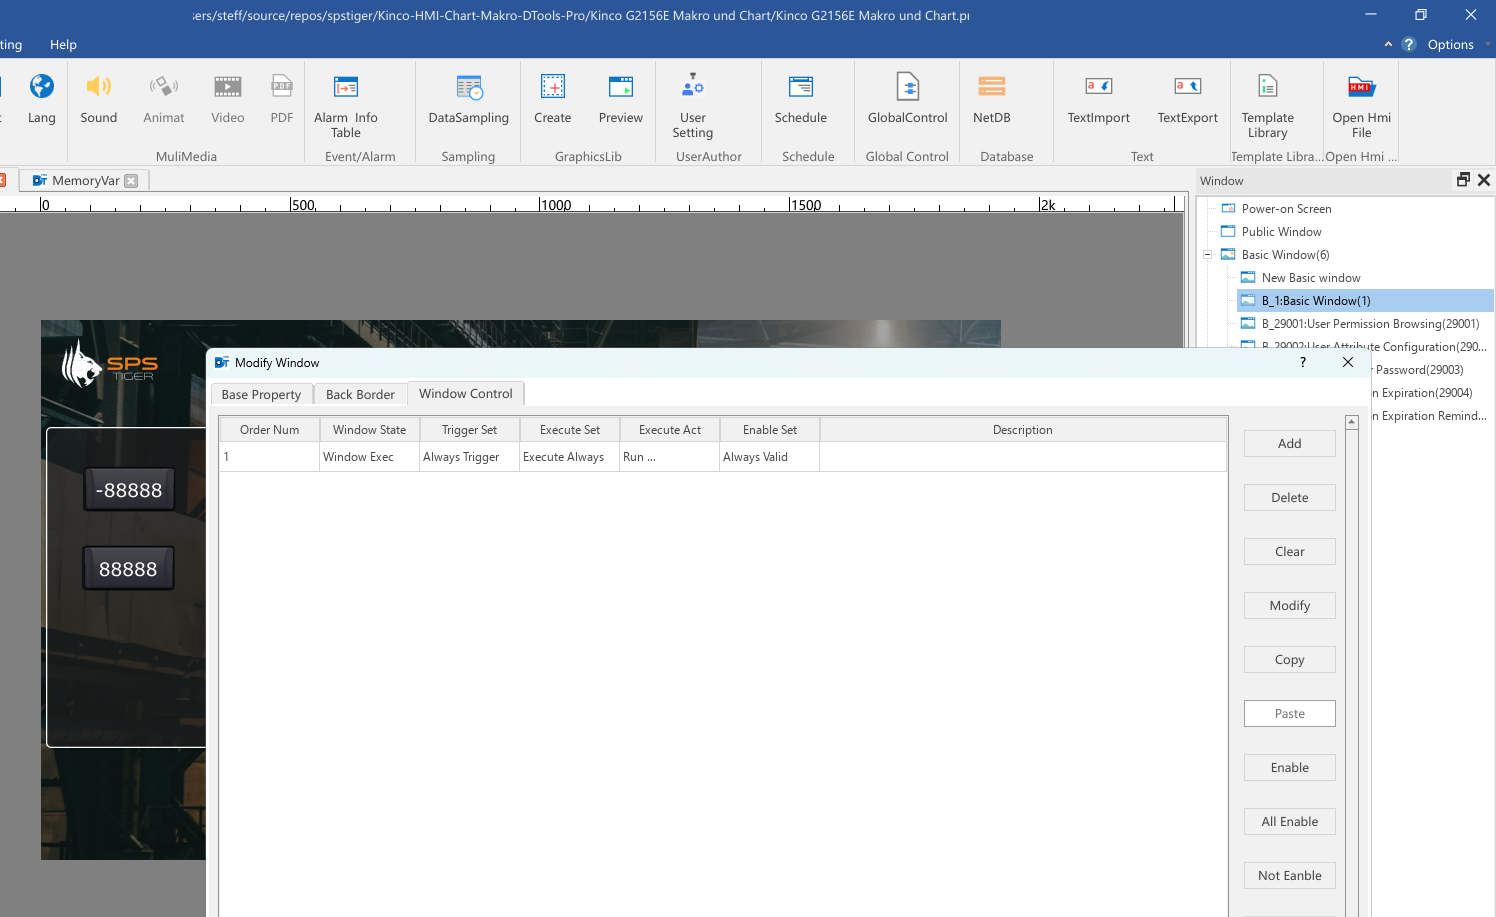 sers/steff/source/repos/spstiger/Kinco-HMI-Chart-Makro-DTools-Pro/Kinco G2156E Makro und Chart/Kinco G2156E Makro und Chart.pr
ting Help
? Options
Lang
Sound Animat Video PDF
MuliMedia
Alarm Info Table
Event/Alarm
DataSampling
Sampling
Create Preview
GraphicsLib
User Setting
UserAuthor
Schedule
Schedule
GlobalControl
Global Control
NetDB
Database
TextImport TextExport
Text
Template Library
Template Libra...
Open Hmi File
Open Hmi ...
MemoryVar
Window
0 500 1000 1500 2k
Power-on Screen
Public Window
Basic Window(6)
New Basic window
B_1:Basic Window(1)
B_29001:User Permission Browsing(29001)
B_29002:User Attribute Configuration(290...
r Password(29003)
n Expiration(29004)
n Expiration Remind...
SPS
TIGER
-88888
88888
Modify Window ?
Base Property Back Border Window Control
Order Num Window State Trigger Set Execute Set Execute Act Enable Set Description
1 Window Exec Always Trigger Execute Always Run ... Always Valid
Add
Delete
Clear
Modify
Copy
Paste
Enable
All Enable
Not Eanble